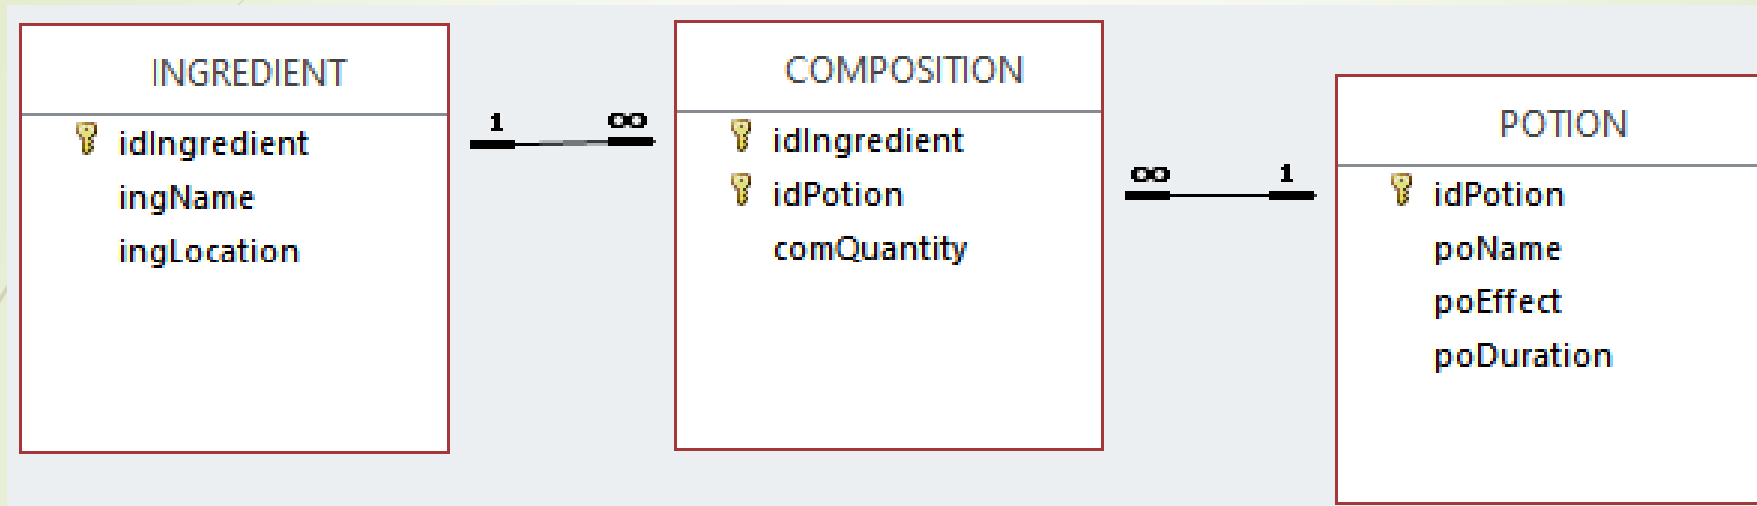 INGREDIENT
idIngredient
ingName
ingLocation
1 ∞
COMPOSITION
idIngredient
idPotion
comQuantity
∞ 1
POTION
idPotion
poName
poEffect
poDuration